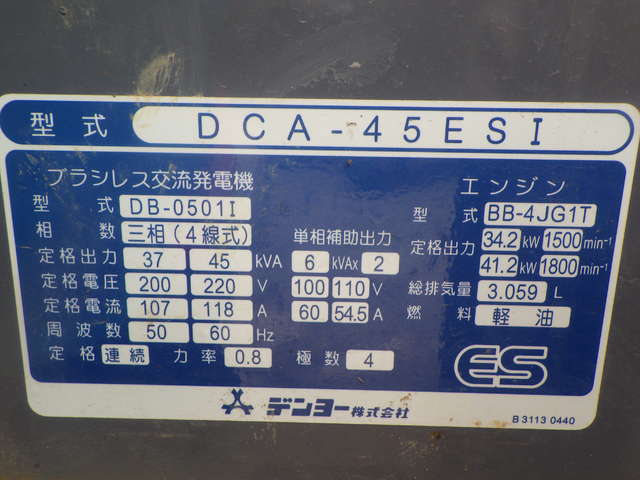 型式 DCA-45ESI
ブラシレス交流発電機
型式 DB-0501I
相数 三相(4線式)
定格出力 37 45 kVA
定格電圧 200 220 V
定格電流 107 118 A
周波数 50 60 Hz
定格 連続 力率 0.8 極数 4
単相補助出力
6 kVAx 2
100 110 V
60 54.5 A
エンジン
型式 BB-4JG1T
定格出力 34.2 kW 1500 min⁻¹
41.2 kW 1800 min⁻¹
総排気量 3.059 L
燃料 軽油
ES
デンヨー株式会社
B 3113 0440